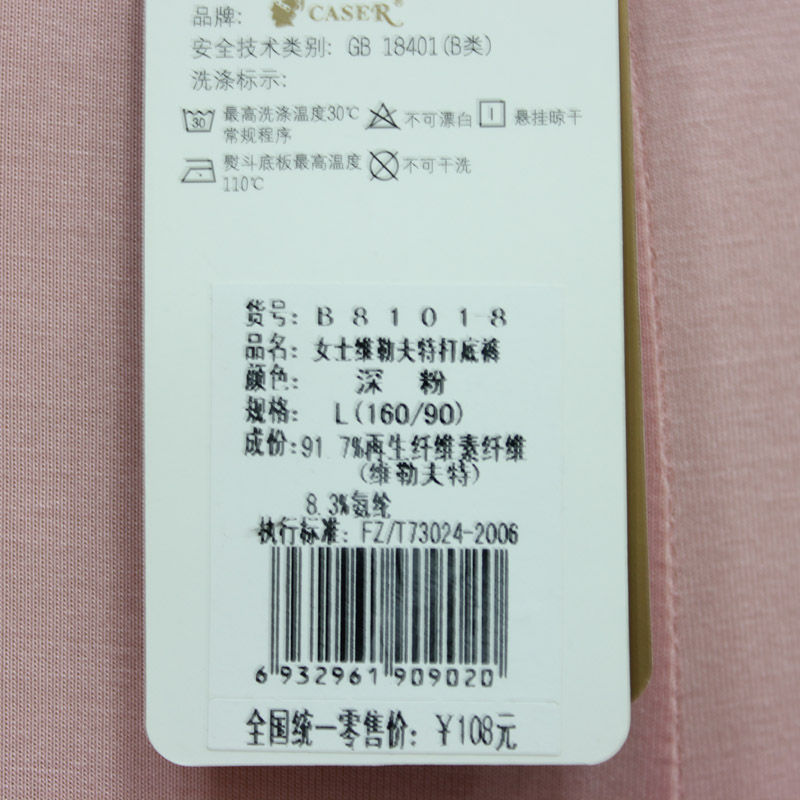 品牌: CASER®
安全技术类别: GB 18401(B类)
洗涤标示:
30 最高洗涤温度30℃ 常规程序 不可漂白 悬挂晾干
熨斗底板最高温度110℃ 不可干洗
货号: B81018
品名: 女士维勒夫特打底裤
颜色: 深 粉
规格: L(160/90)
成份:91 7%再生纤维素纤维
(维勒夫特)
8.3%氨纶
执行标准: FZ/T73024-2006
6 932961 909020
全国统一零售价: ￥108元